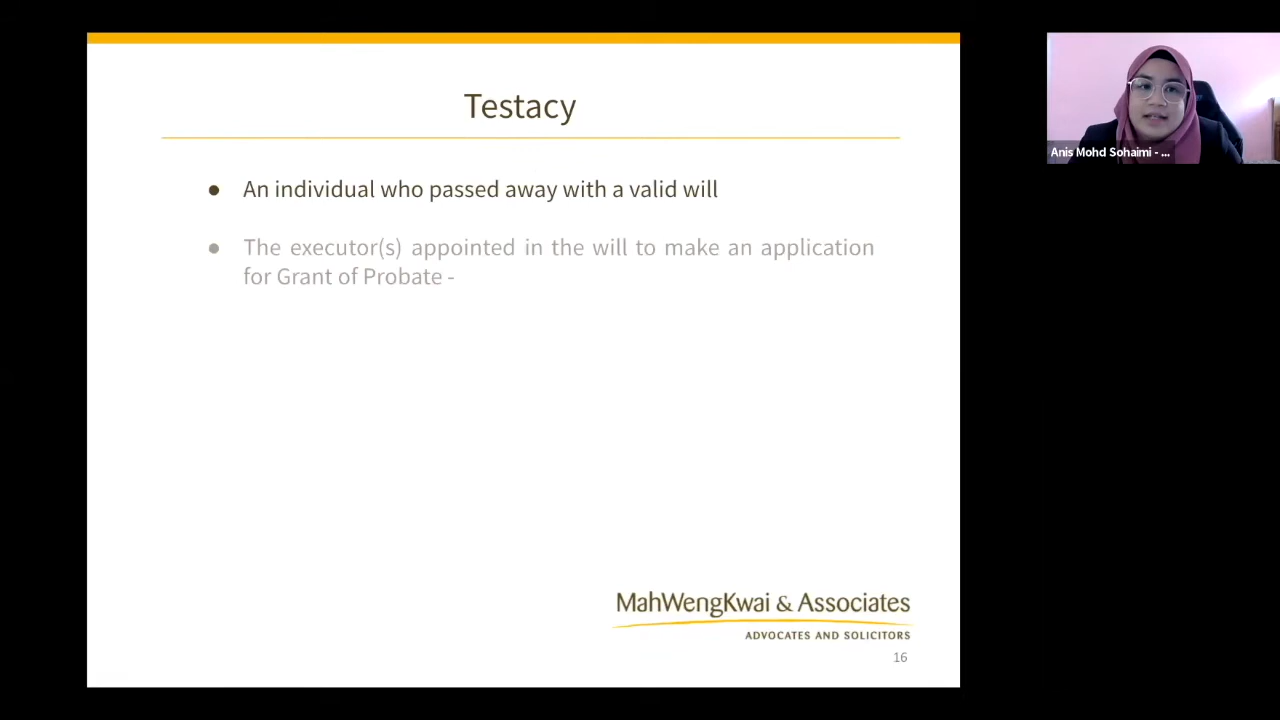 Testacy
● An individual who passed away with a valid will
● The executor(s) appointed in the will to make an application
for Grant of Probate -
MahWengKwai & Associates
ADVOCATES AND SOLICITORS
16
Anis Mohd Sohaimi - ...